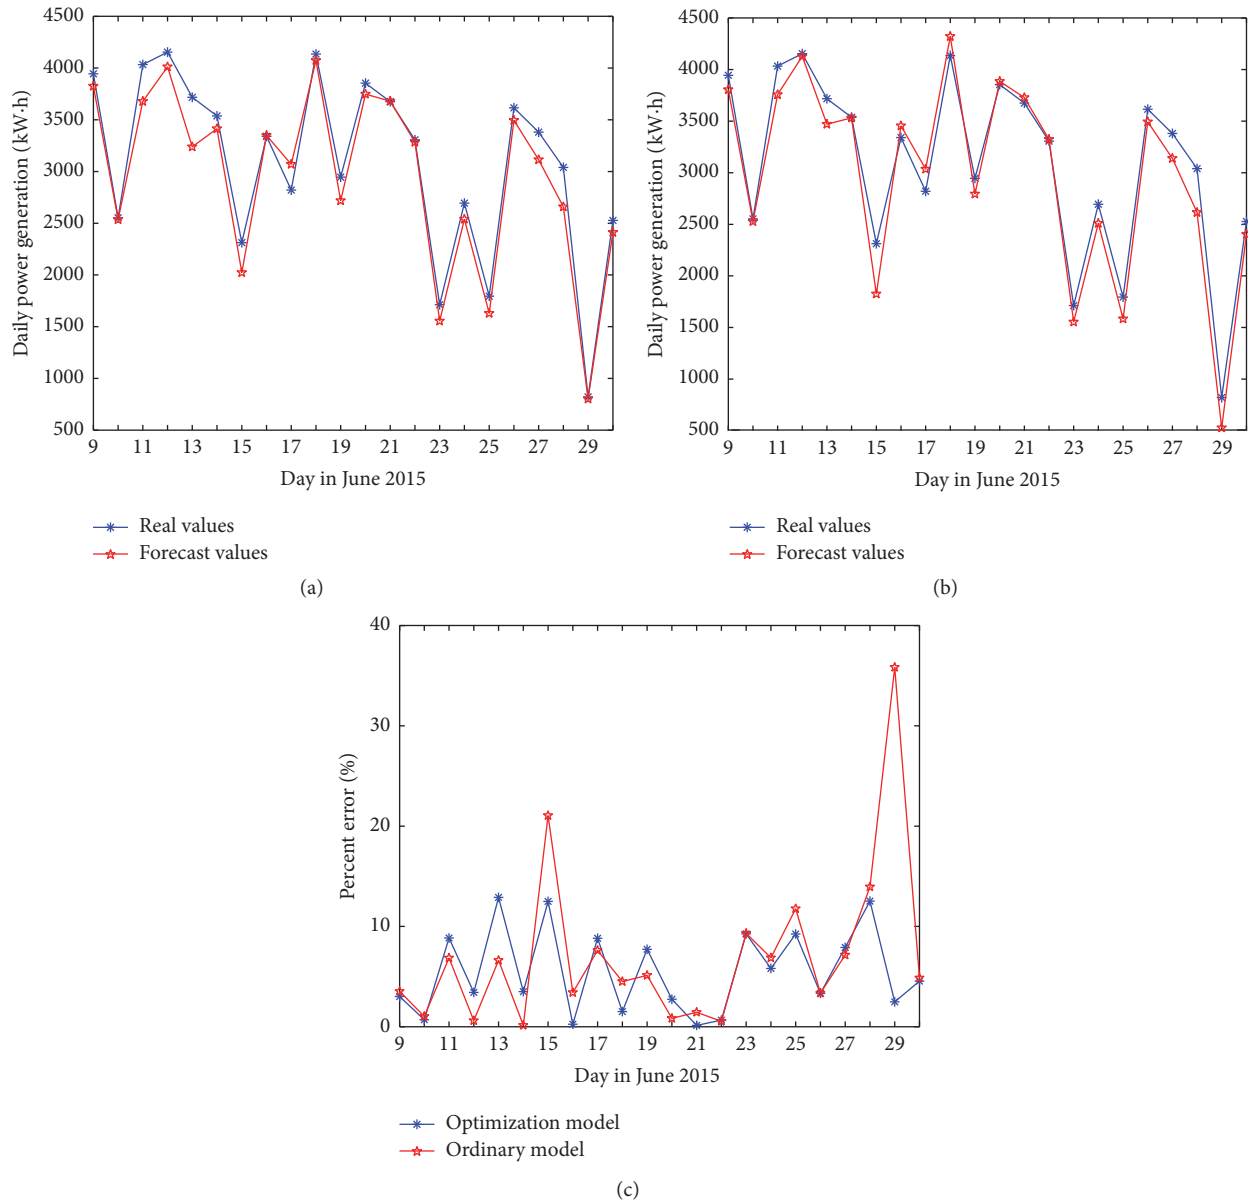 4500
4000
3500
3000
2500
2000
1500
1000
500
Daily power generation (kW·h)
9 11 13 15 17 19 21 23 25 27 29
Day in June 2015
Real values
Forecast values
(a)
4500
4000
3500
3000
2500
2000
1500
1000
500
Daily power generation (kW·h)
9 11 13 15 17 19 21 23 25 27 29
Day in June 2015
Real values
Forecast values
(b)
40
30
20
10
0
Percent error (%)
9 11 13 15 17 19 21 23 25 27 29
Day in June 2015
Optimization model
Ordinary model
(c)